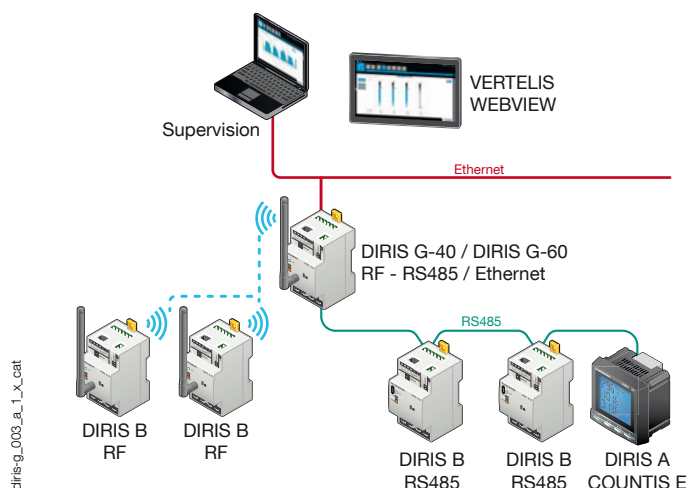 Supervision
VERTELIS
WEBVIEW
Ethernet
DIRIS G-40 / DIRIS G-60
RF - RS485 / Ethernet
RS485
DIRIS B
RF
DIRIS B
RF
DIRIS B
RS485
DIRIS B
RS485
DIRIS A
COUNTIS E
diris-g_003_a_1_x_cat